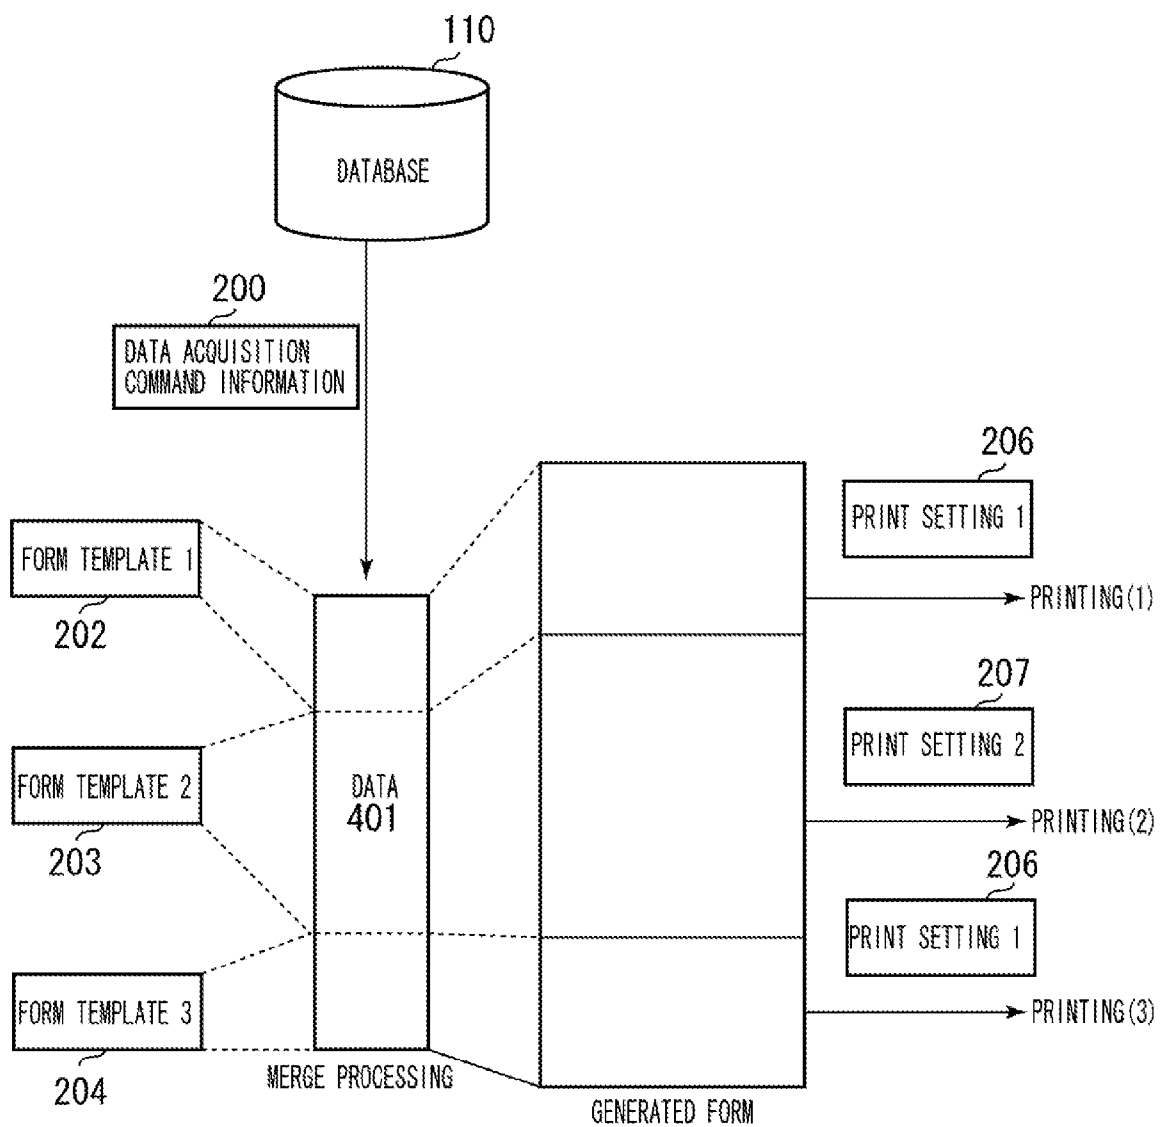 110
DATABASE
200
DATA ACQUISITION
COMMAND INFORMATION
206
PRINT SETTING 1
FORM TEMPLATE 1
202
PRINTING(1)
207
PRINT SETTING 2
FORM TEMPLATE 2
203
DATA
401
PRINTING(2)
206
PRINT SETTING 1
FORM TEMPLATE 3
204
PRINTING(3)
MERGE PROCESSING
GENERATED FORM